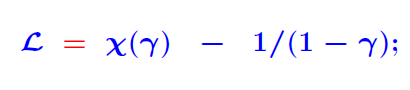 𝓛 = χ(γ) − 1/(1 − γ);